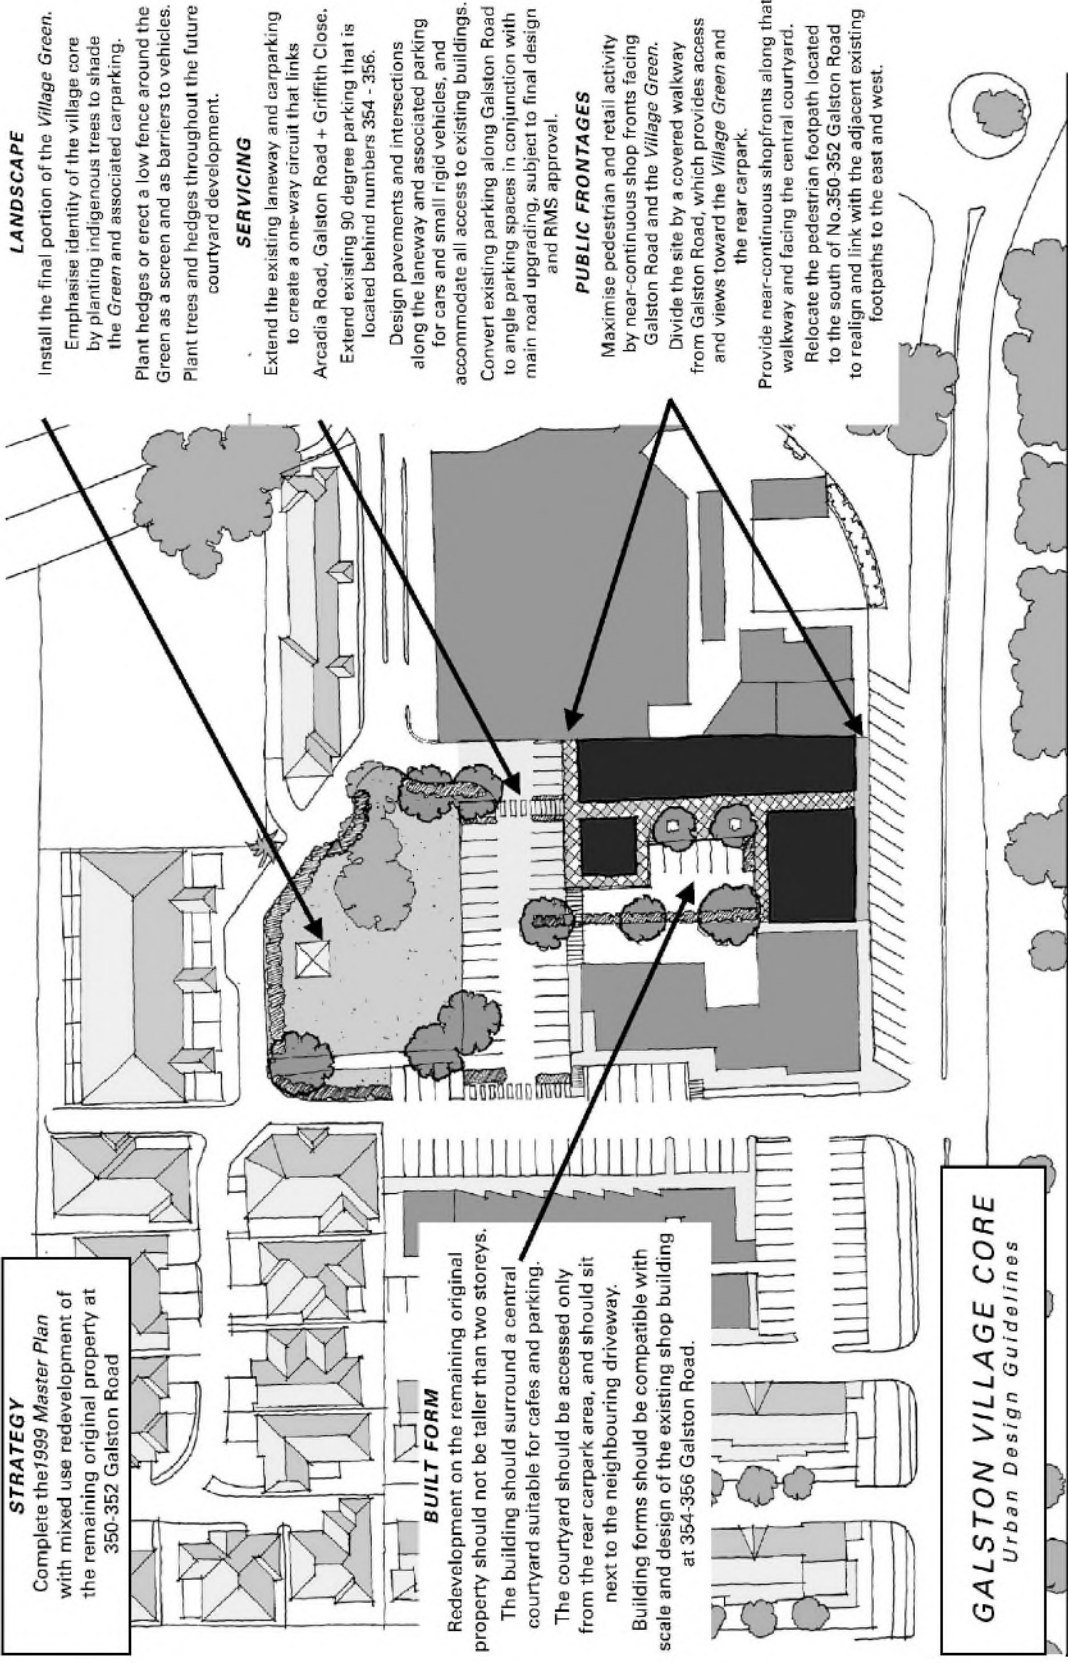 STRATEGY
Complete the1999 Master Plan
with mixed use redevelopment of
the remaining original property at
350-352 Galston Road
BUILT FORM
Redevelopment on the remaining original
property should not be taller than two storeys.
The building should surround a central
courtyard suitable for cafes and parking.
The courtyard should be accessed only
from the rear carpark area, and should sit
next to the neighbouring driveway.
Building forms should be compatible with
scale and design of the existing shop building
at 354-356 Galston Road.
GALSTON VILLAGE CORE
Urban Design Guidelines
LANDSCAPE
Install the final portion of the Village Green.
Emphasise identity of the village core
by planting indigenous trees to shade
the Green and associated carparking.
Plant hedges or erect a low fence around the
Green as a screen and as barriers to vehicles.
Plant trees and hedges throughout the future
courtyard development.
SERVICING
Extend the existing laneway and carparking
to create a one-way circuit that links
Arcadia Road, Galston Road + Griffith Close.
Extend existing 90 degree parking that is
located behind numbers 354 - 356.
Design pavements and intersections
along the laneway and associated parking
for cars and small rigid vehicles, and
accommodate all access to existing buildings.
Convert existing parking along Galston Road
to angle parking spaces in conjunction with
main road upgrading, subject to final design
and RMS approval.
PUBLIC FRONTAGES
Maximise pedestrian and retail activity
by near-continuous shop fronts facing
Galston Road and the Village Green.
Divide the site by a covered walkway
from Galston Road, which provides access
and views toward the Village Green and
the rear carpark.
Provide near-continuous shopfronts along that
walkway and facing the central courtyard.
Relocate the pedestrian footpath located
to the south of No.350-352 Galston Road
to realign and link with the adjacent existing
footpaths to the east and west.